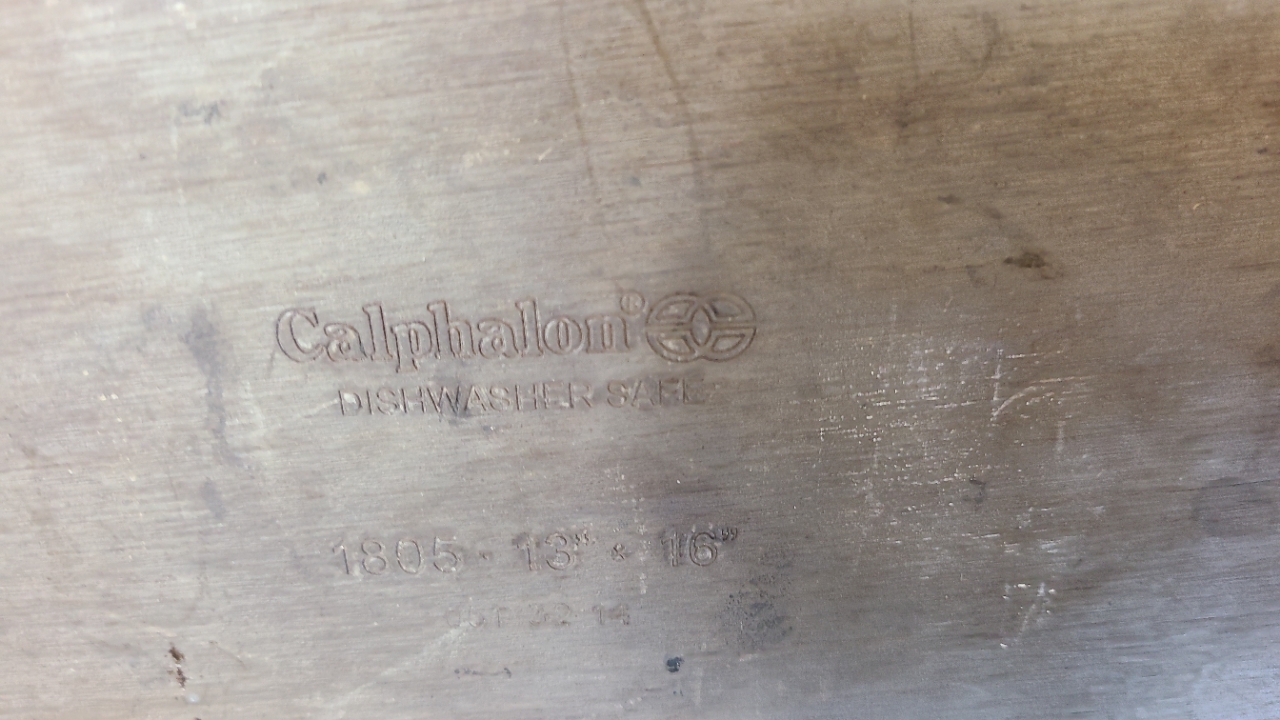 Calphalon®
DISHWASHER SAFE
1805 - 13" & 16"